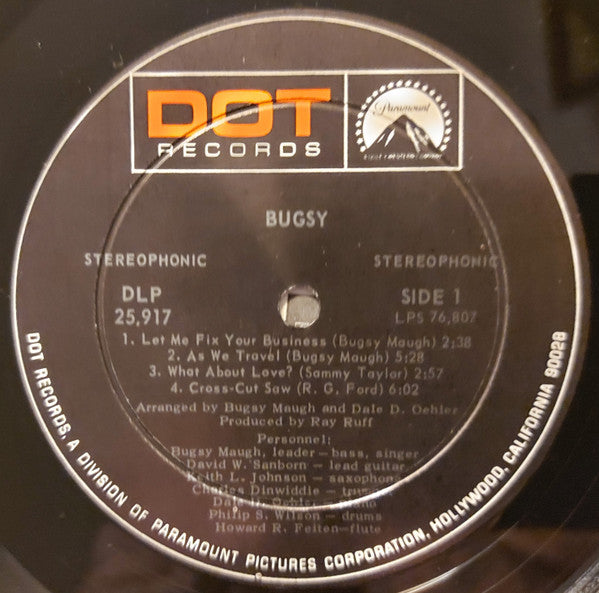 DOT
RECORDS
Paramount
BUGSY
STEREOPHONIC STEREOPHONIC
DLP SIDE 1
25,917 LPS 76,807
1. Let Me Fix Your Business (Bugsy Maugh) 2:38
2. As We Travel (Bugsy Maugh) 5:28
3. What About Love? (Sammy Taylor) 2:57
4. Cross-Cut Saw (R. G. Ford) 6:02
Arranged by Bugsy Maugh and Dale D. Oehler
Produced by Ray Ruff
Personnel:
Bugsy Maugh, leader – bass, singer
David W. Sanborn – lead guitar
Keith L. Johnson – saxophone
Charles Dinwiddie – trumpet
Dale D. Oehler – piano
Philip S. Wilson – drums
Howard R. Feiten–flute
DOT RECORDS, A DIVISION OF PARAMOUNT PICTURES CORPORATION, HOLLYWOOD, CALIFORNIA 90028